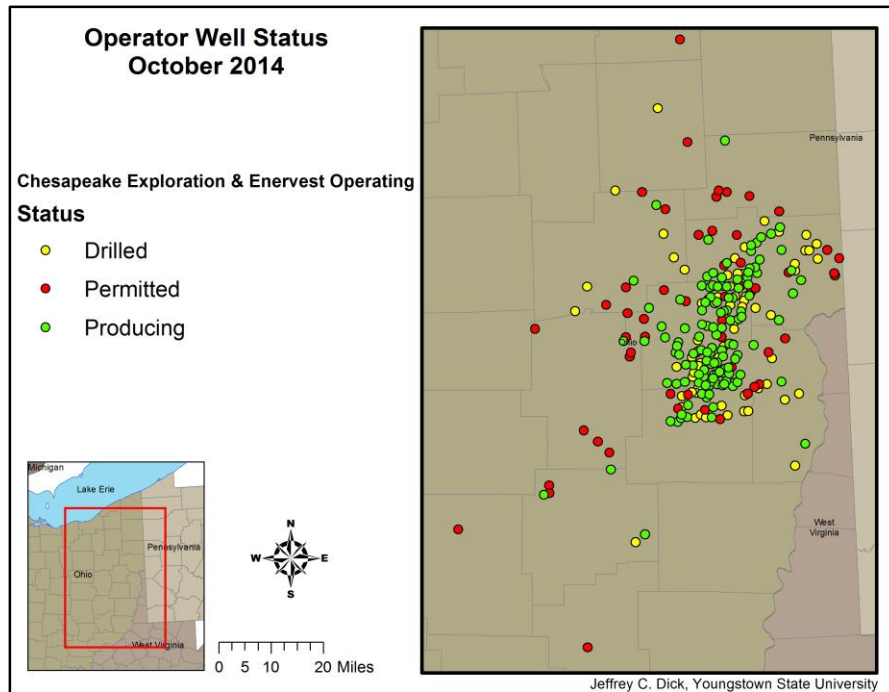 Operator Well Status
October 2014
Chesapeake Exploration & Enervest Operating
Status
Drilled
Permitted
Producing
Pennsylvania
Ohio
West
Virginia
Michigan
Lake Erie
Pennsylvania
Ohio
West Virginia
N
W E
S
0 5 10 20 Miles
Jeffrey C. Dick, Youngstown State University